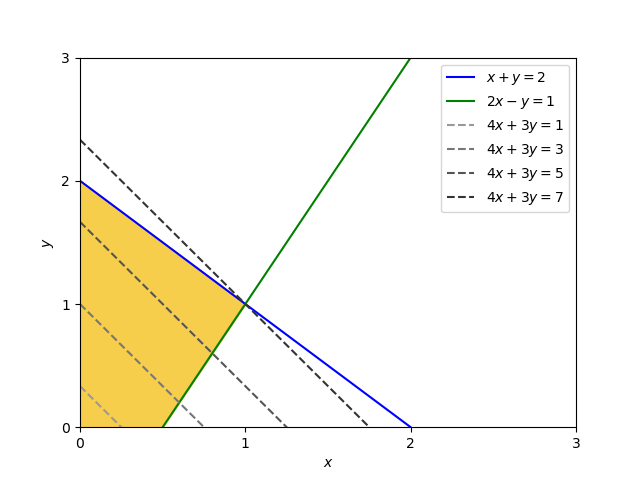 3
2
1
0
y
0
1
2
3
x
x + y = 2
2x − y = 1
4x + 3y = 1
4x + 3y = 3
4x + 3y = 5
4x + 3y = 7